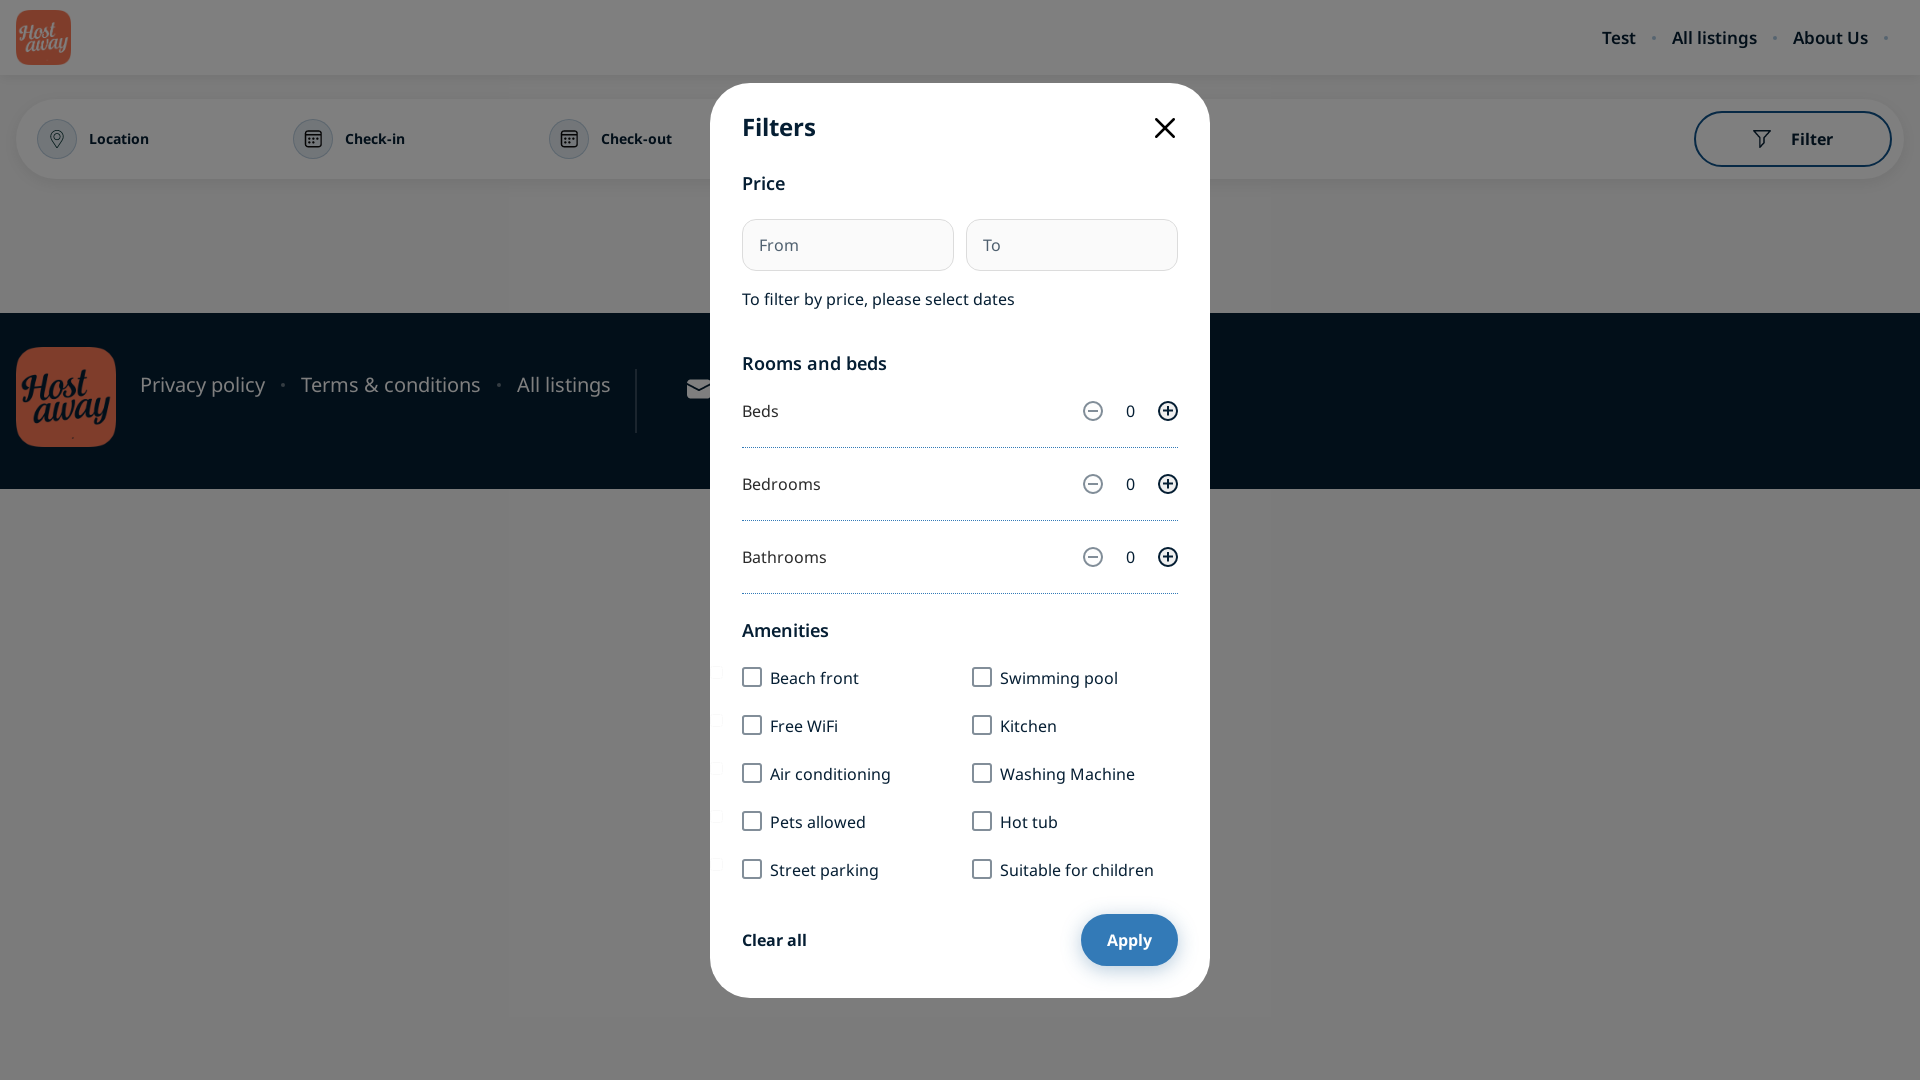 Host away
Test • All listings • About Us •
Location
Check-in
Check-out
Filter
Filters
Price
From
To
To filter by price, please select dates
Rooms and beds
Beds 0
Bedrooms 0
Bathrooms 0
Amenities
Beach front
Swimming pool
Free WiFi
Kitchen
Air conditioning
Washing Machine
Pets allowed
Hot tub
Street parking
Suitable for children
Clear all
Apply
Host away
Privacy policy • Terms & conditions • All listings